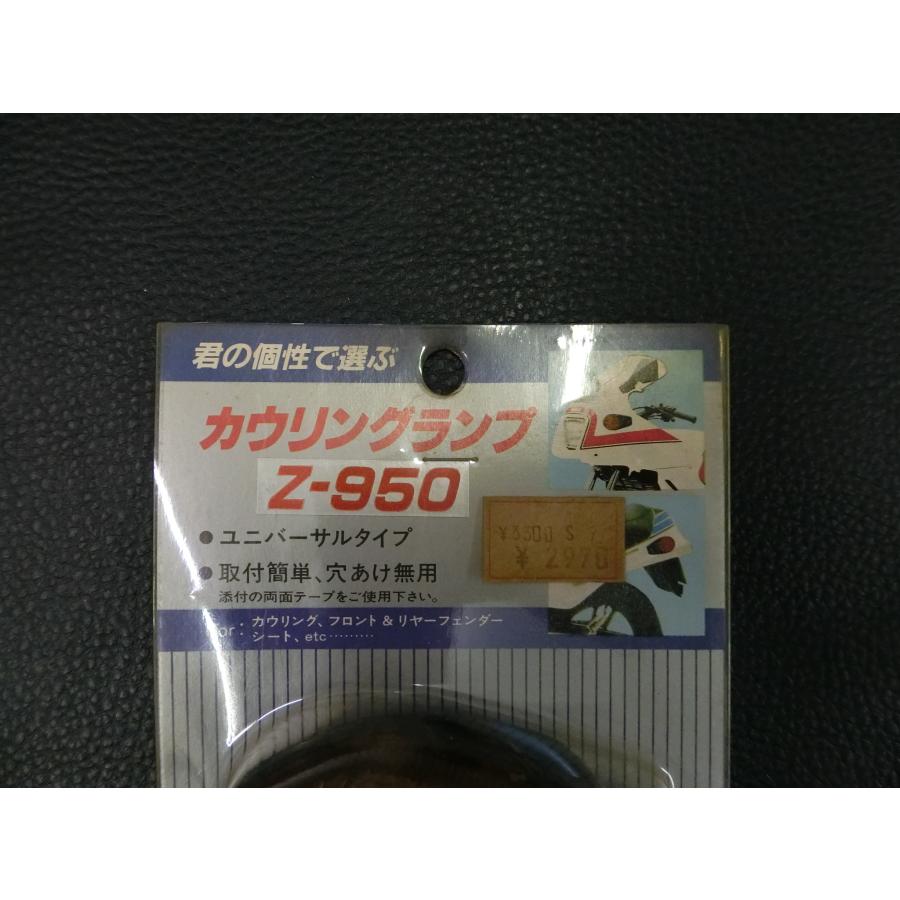 君の個性で選ぶ
カウリングランプ
Z-950
● ユニバーサルタイプ
● 取付簡単、穴あけ無用
添付の両面テープをご使用下さい。
¥3300 S
¥ 2970
for: カウリング、フロント & リヤーフェンダー
シート、etc………